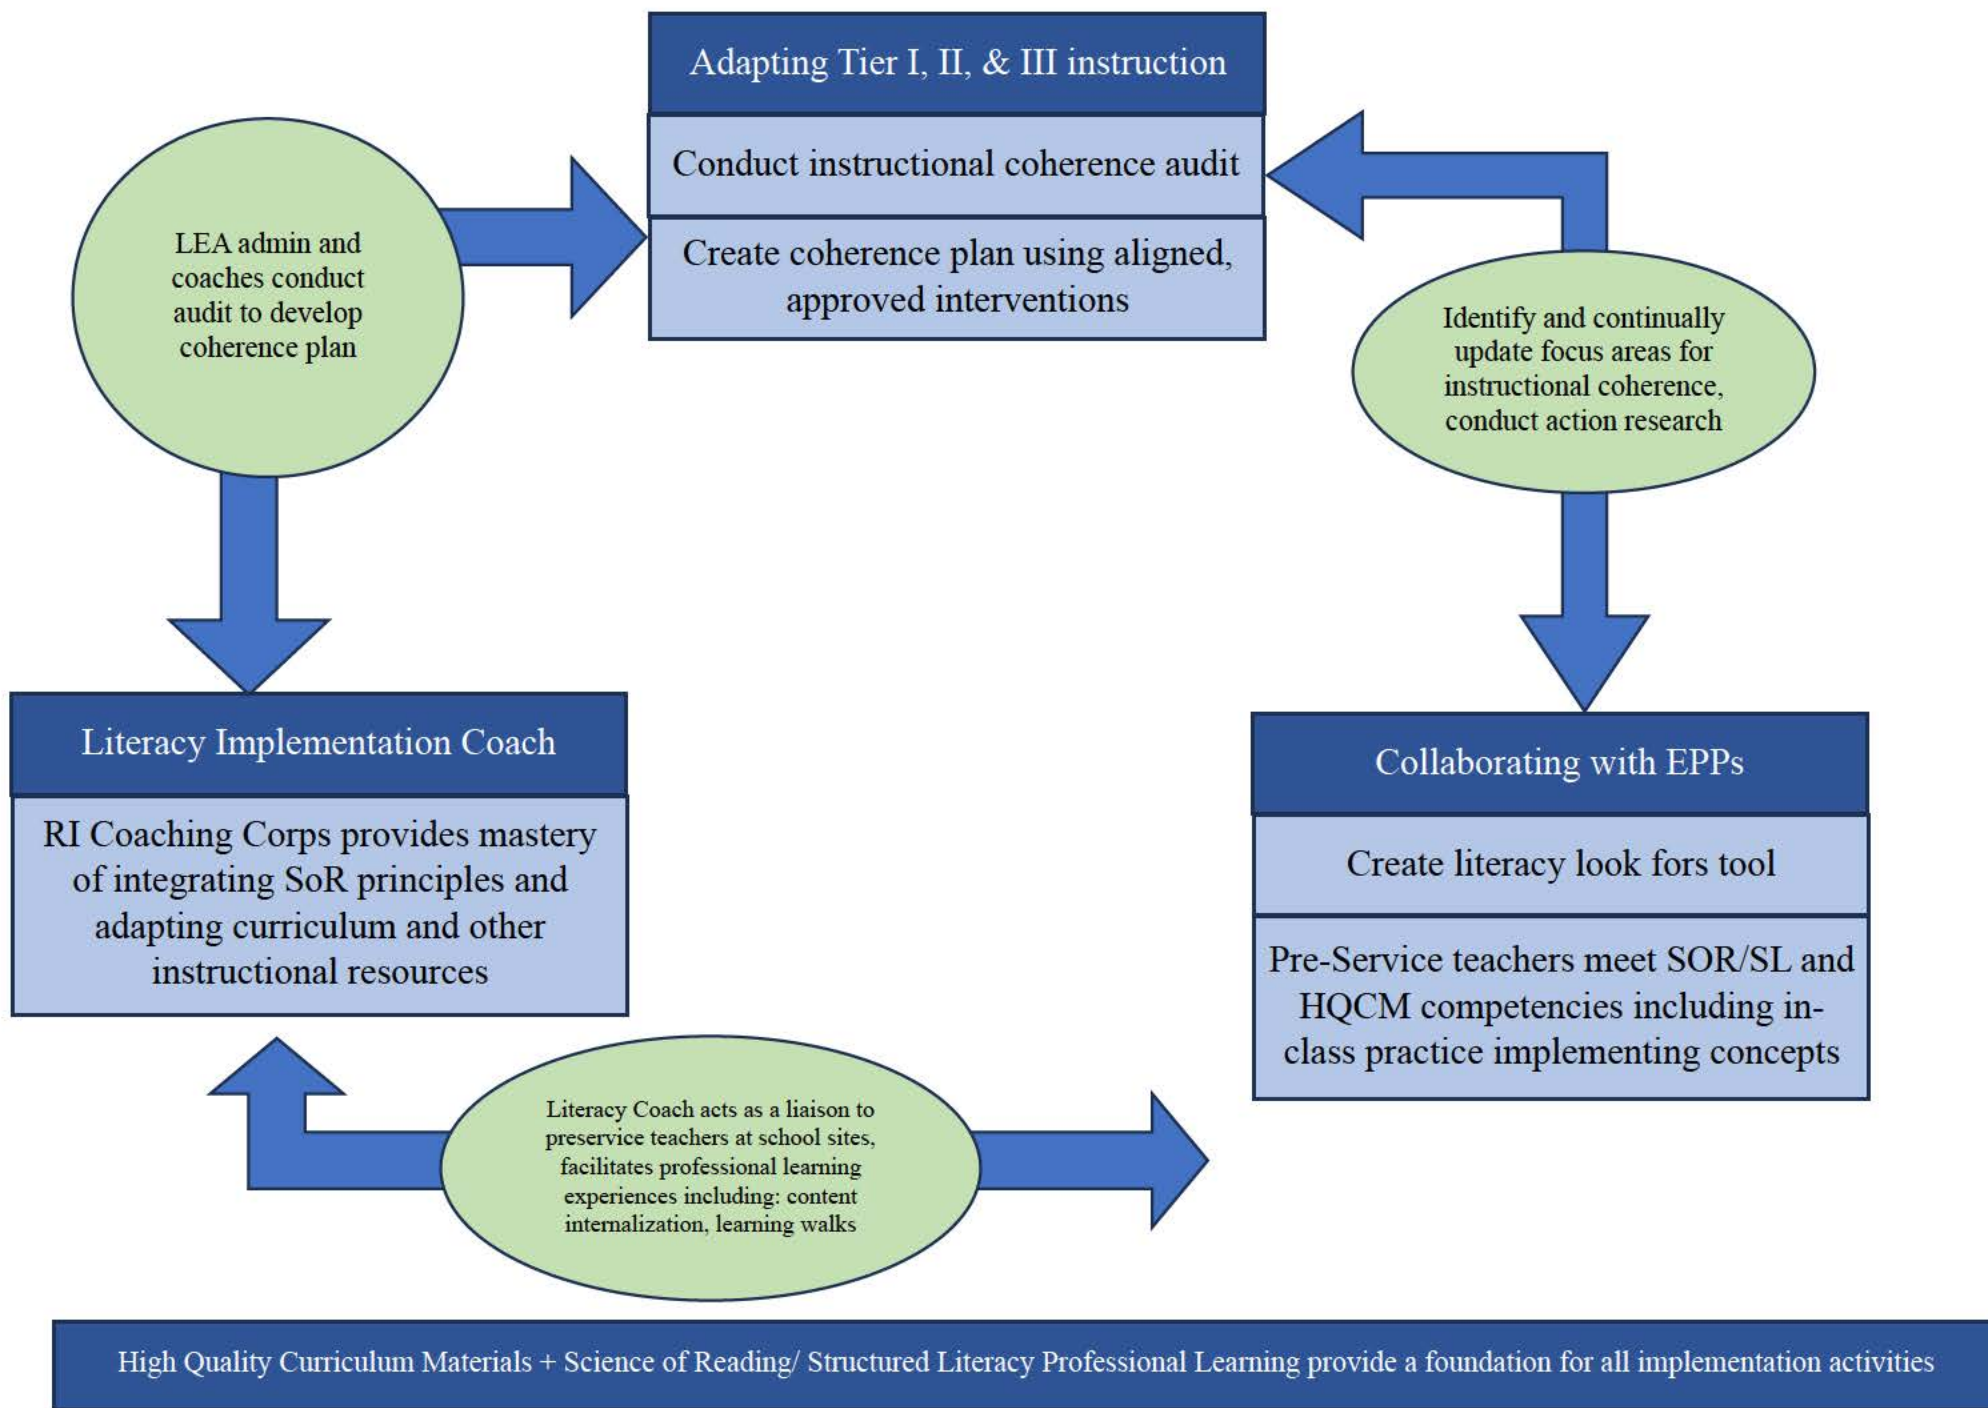 Adapting Tier I, II, & III instruction
Conduct instructional coherence audit
Create coherence plan using aligned,
approved interventions
LEA admin and
coaches conduct
audit to develop
coherence plan
Identify and continually
update focus areas for
instructional coherence,
conduct action research
Literacy Implementation Coach
RI Coaching Corps provides mastery
of integrating SoR principles and
adapting curriculum and other
instructional resources
Collaborating with EPPs
Create literacy look fors tool
Pre-Service teachers meet SOR/SL and
HQCM competencies including in-
class practice implementing concepts
Literacy Coach acts as a liaison to
preservice teachers at school sites,
facilitates professional learning
experiences including: content
internalization, learning walks
High Quality Curriculum Materials + Science of Reading/ Structured Literacy Professional Learning provide a foundation for all implementation activities